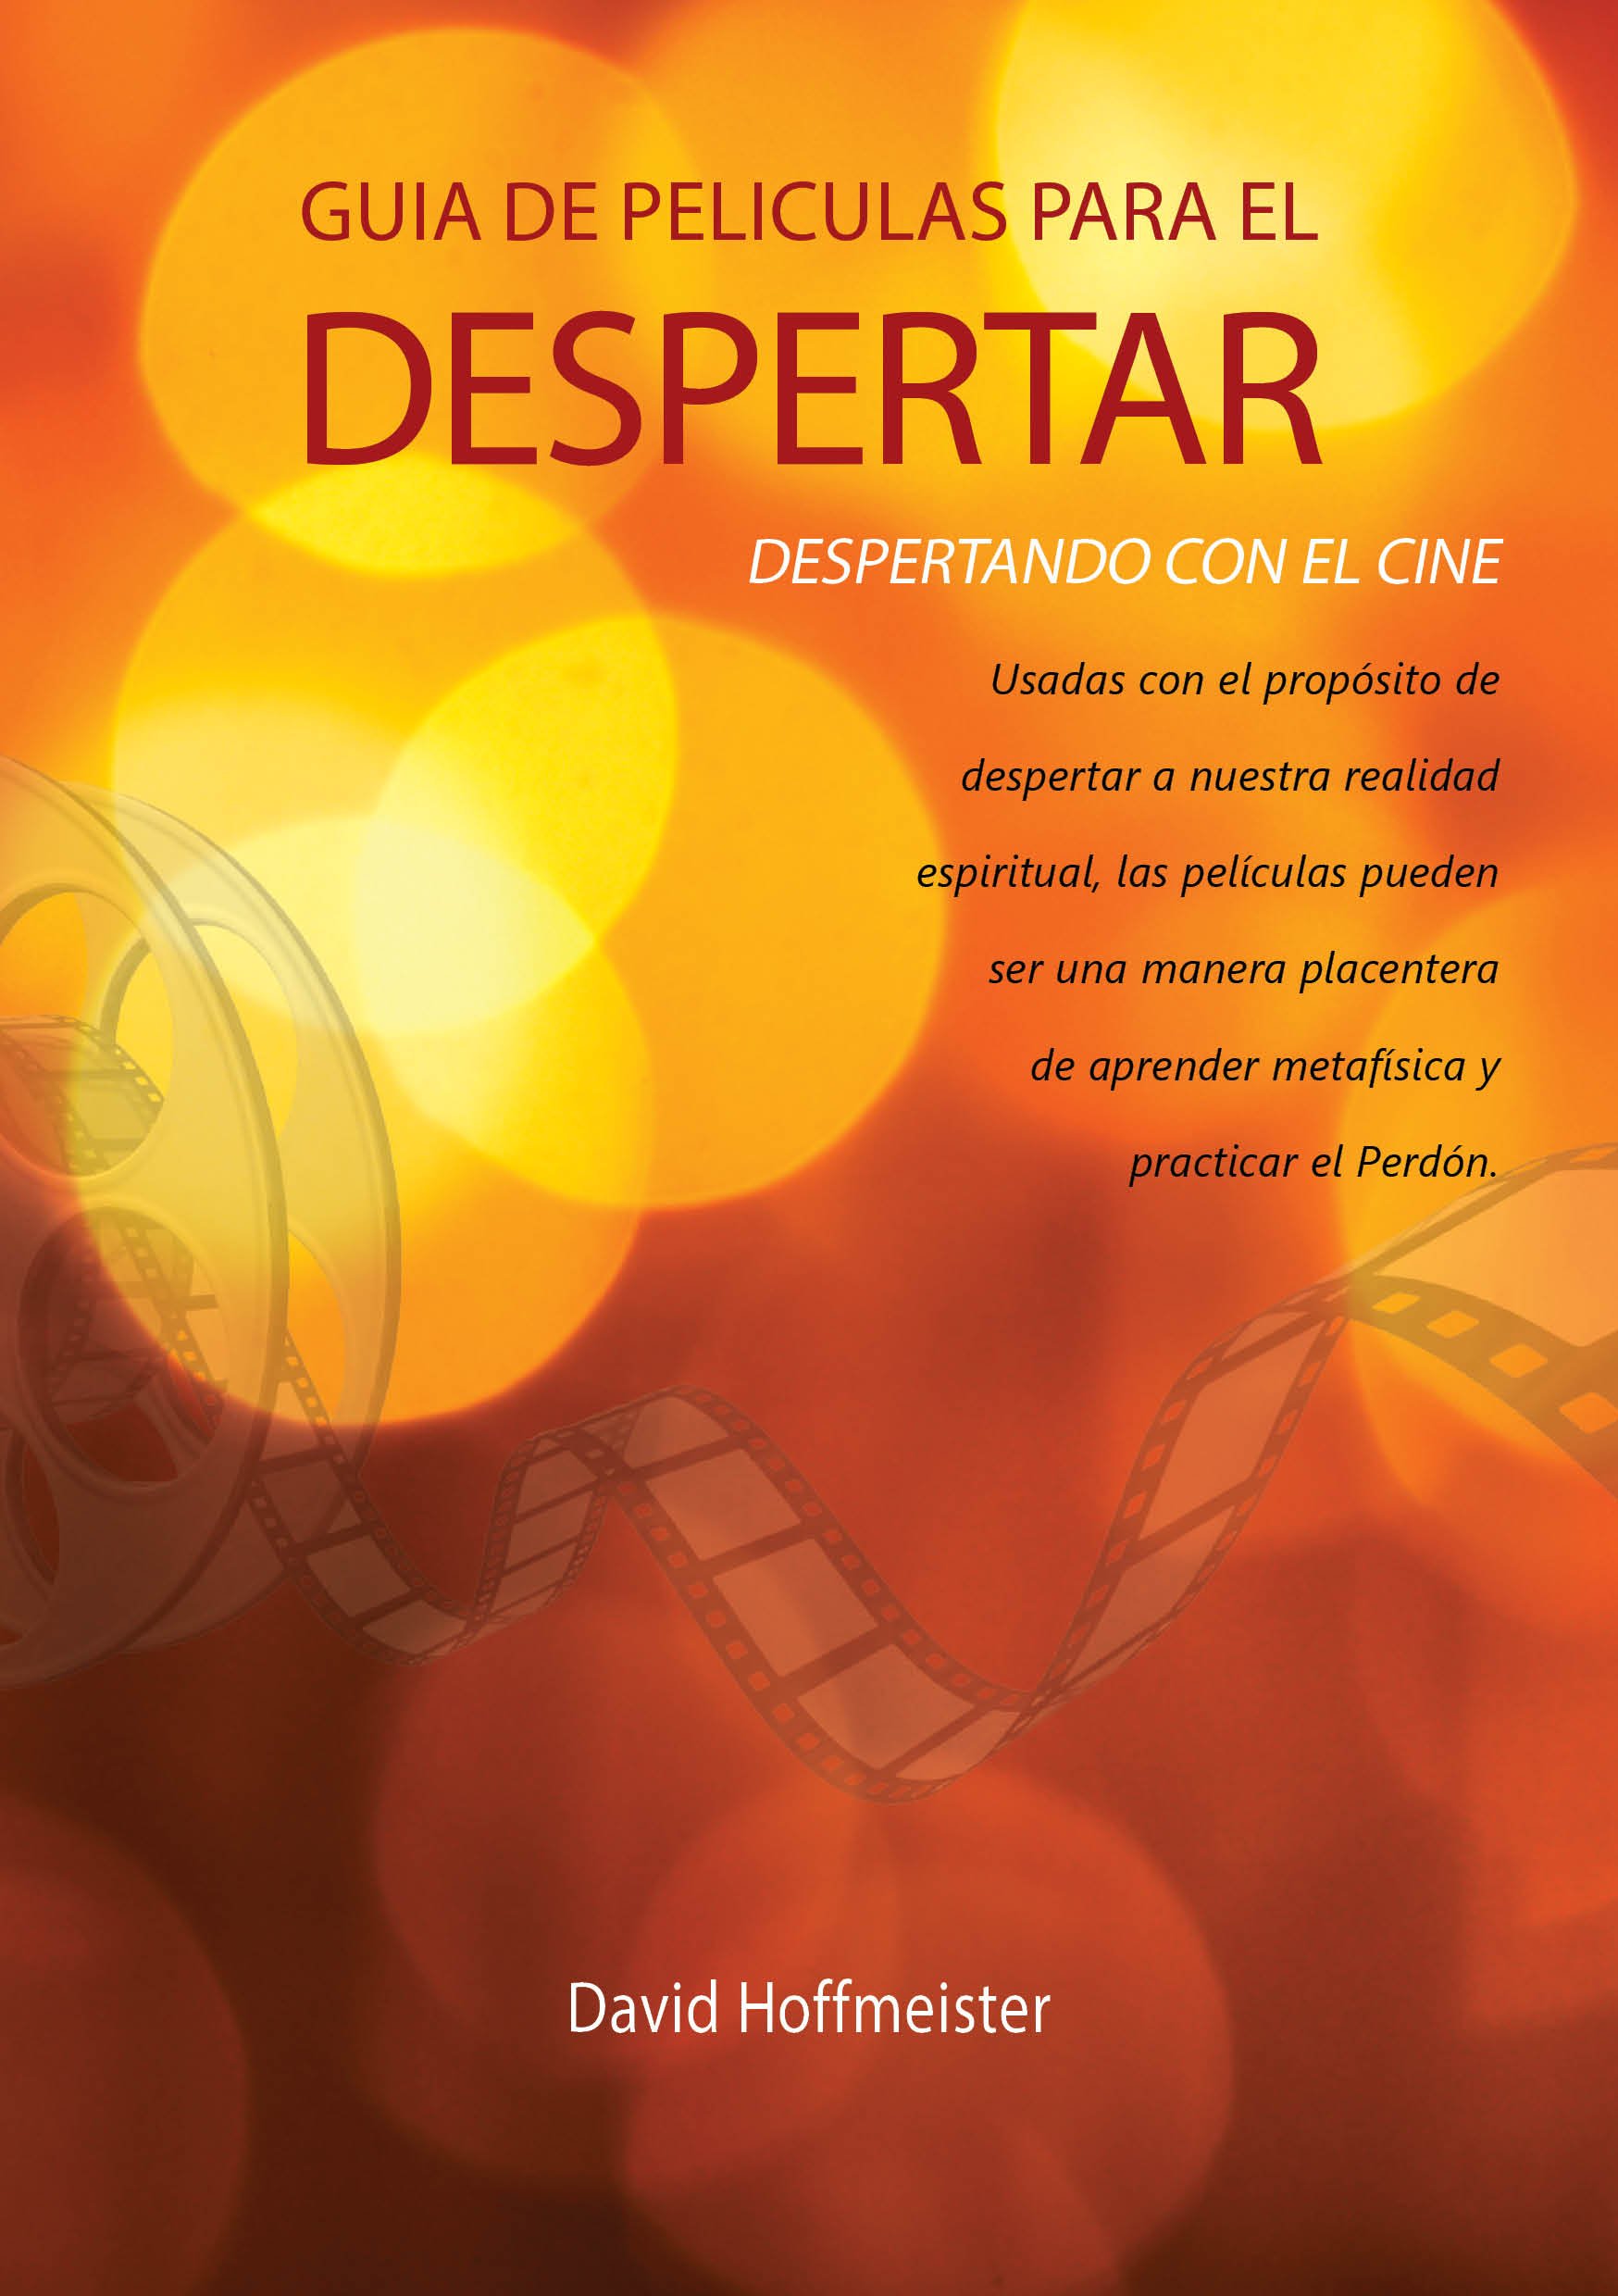 GUIA DE PELICULAS PARA EL
DESPERTAR
DESPERTANDO CON EL CINE
Usadas con el propósito de
despertar a nuestra realidad
espiritual, las películas pueden
ser una manera placentera
de aprender metafísica y
practicar el Perdón.
David Hoffmeister